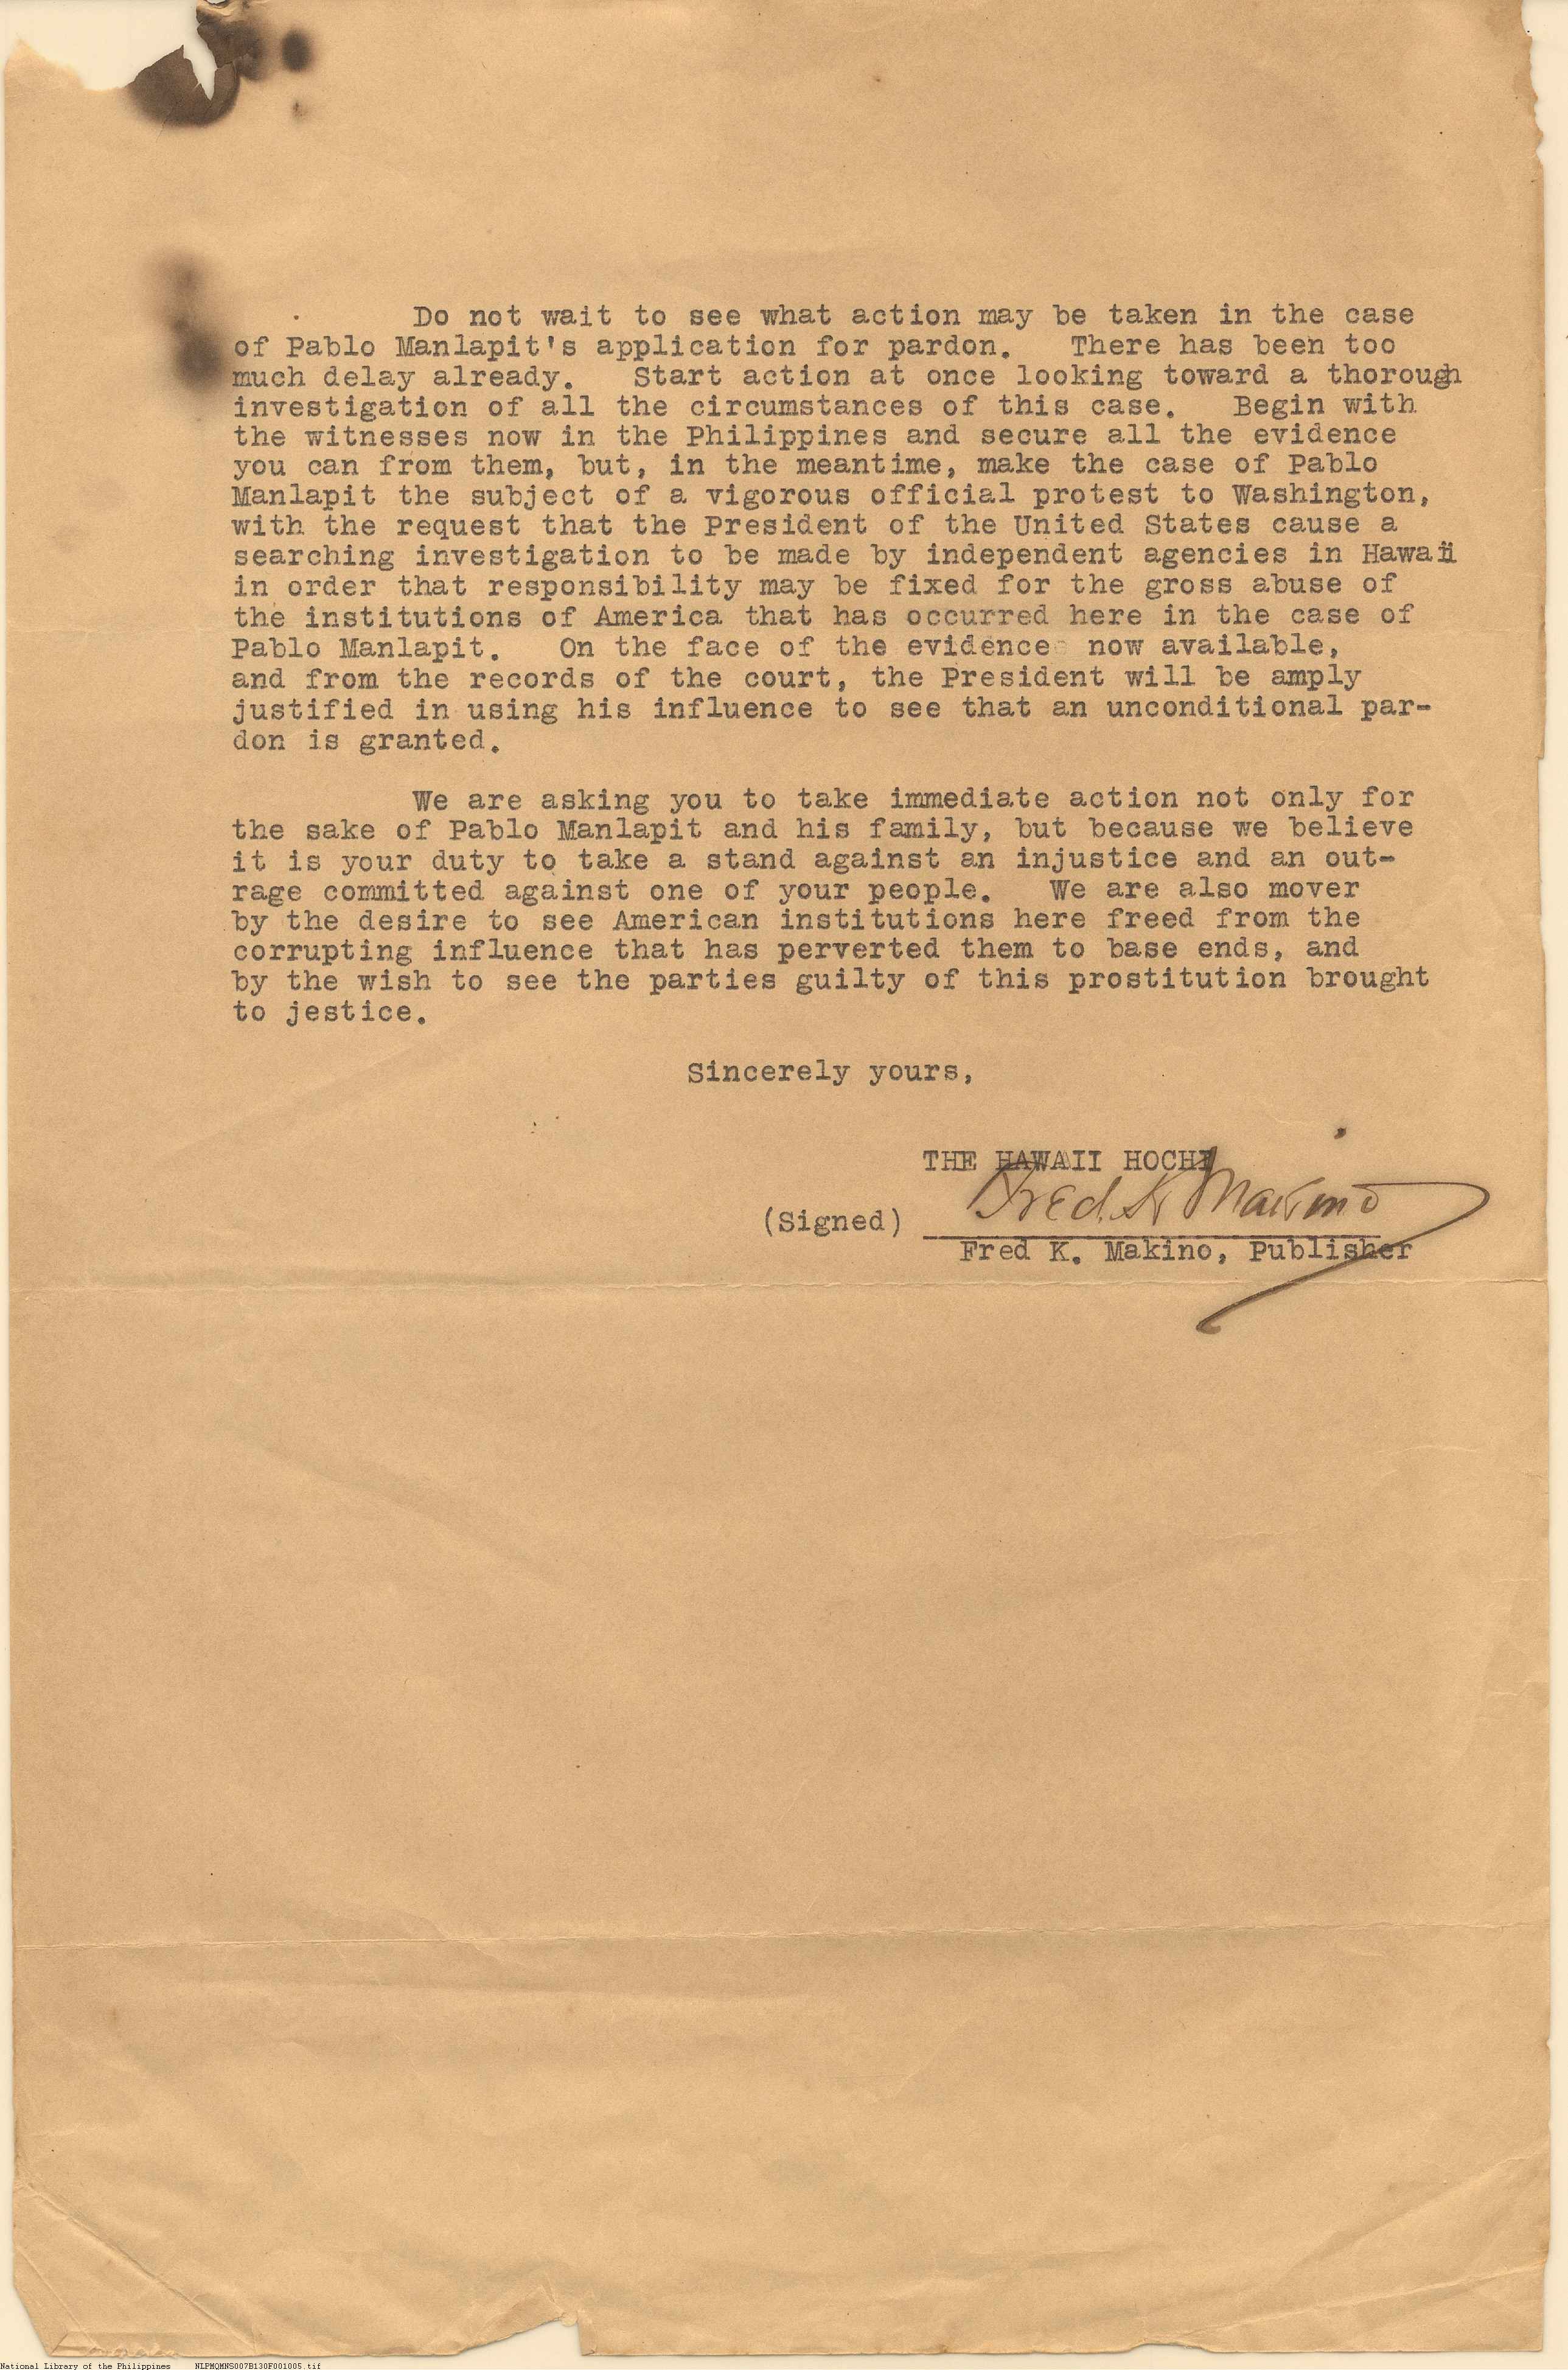 Do not wait to see what action may be taken in the case
of Pablo Manlapit's application for pardon. There has been too
much delay already. Start action at once looking toward a thorough
investigation of all the circumstances of this case. Begin with
the witnesses now in the Philippines and secure all the evidence
you can from them, but, in the meantime, make the case of Pablo
Manlapit the subject of a vigorous official protest to Washington,
with the request that the President of the United States cause a
searching investigation to be made by independent agencies in Hawaii
in order that responsibility may be fixed for the gross abuse of
the institutions of America that has occurred here in the case of
Pablo Manlapit. On the face of the evidence now available,
and from the records of the court, the President will be amply
justified in using his influence to see that an unconditional par-
don is granted.
We are asking you to take immediate action not only for
the sake of Pablo Manlapit and his family, but because we believe
it is your duty to take a stand against an injustice and an out-
rage committed against one of your people. We are also mover
by the desire to see American institutions here freed from the
corrupting influence that has perverted them to base ends, and
by the wish to see the parties guilty of this prostitution brought
to jestice.
Sincerely yours,
THE HAWAII HOCHI
(Signed) Fred K Makino
Fred K. Makino, Publisher
National Library of the Philippines NLPMQMNS007B130F001005.tif